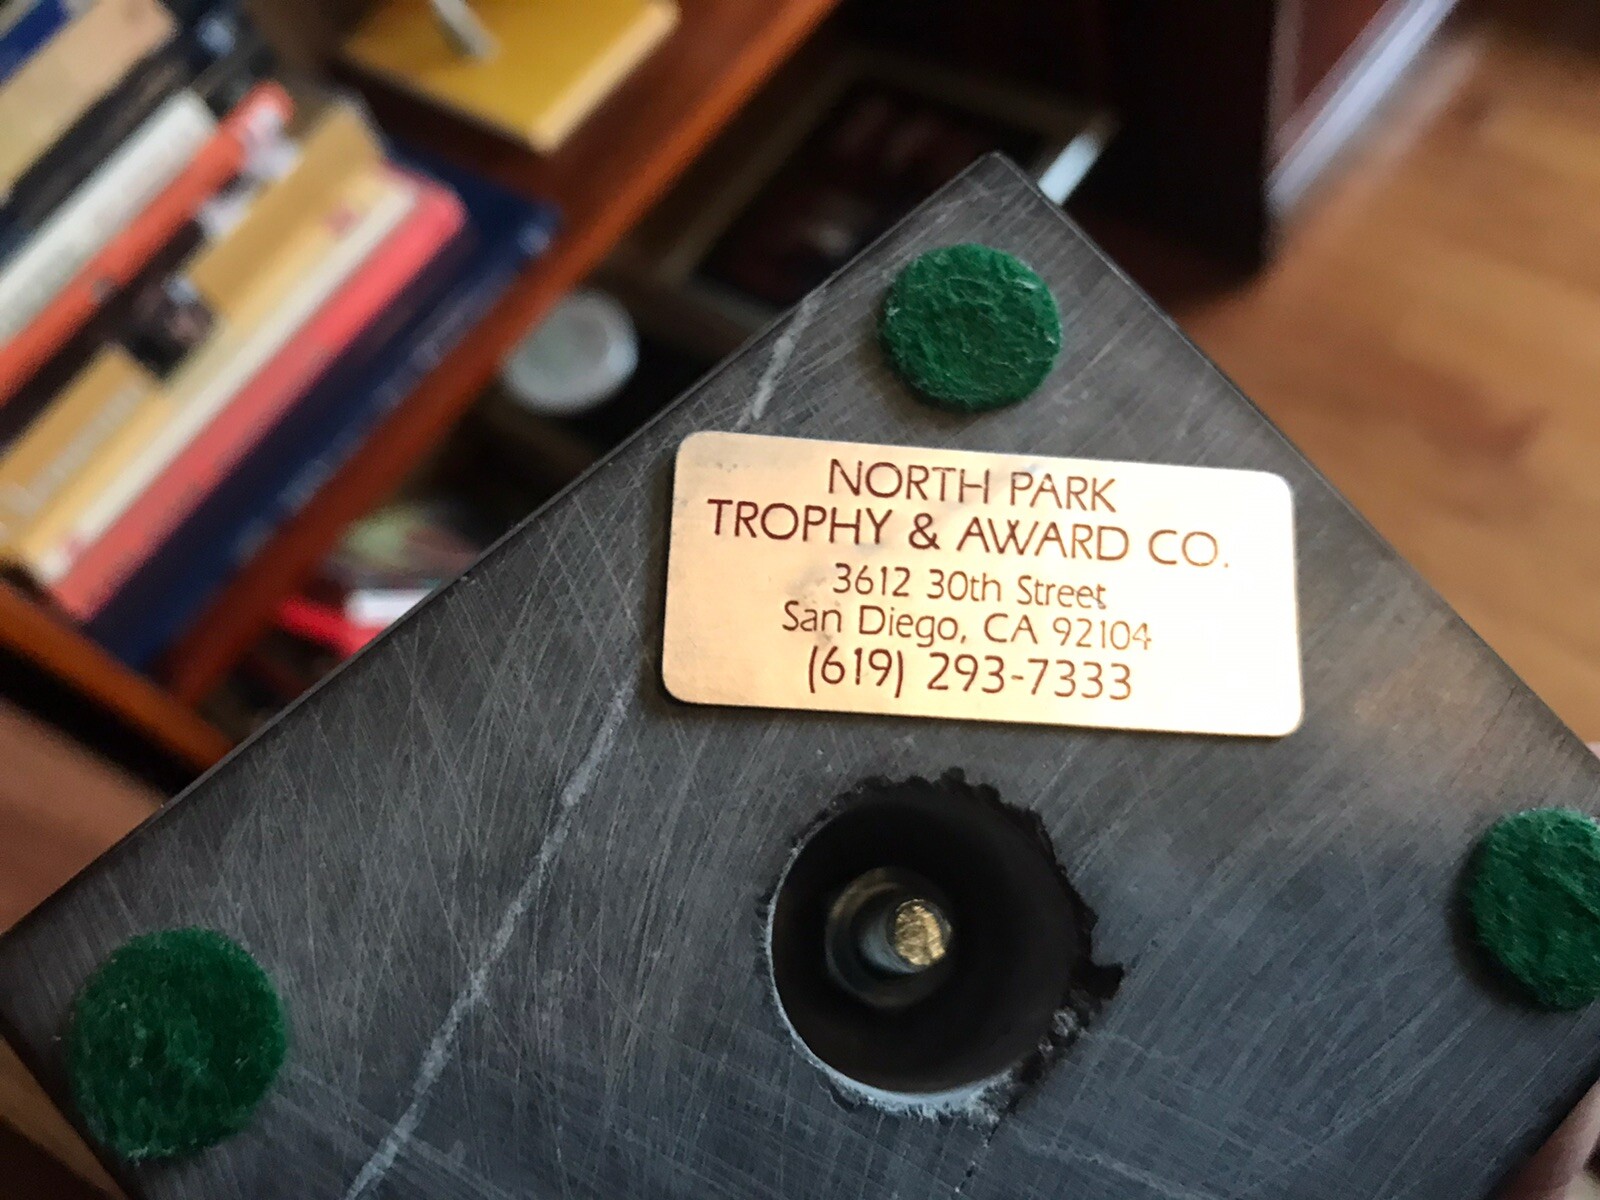 NORTH PARK
TROPHY & AWARD CO.
3612 30th Street
San Diego, CA 92104
(619) 293-7333